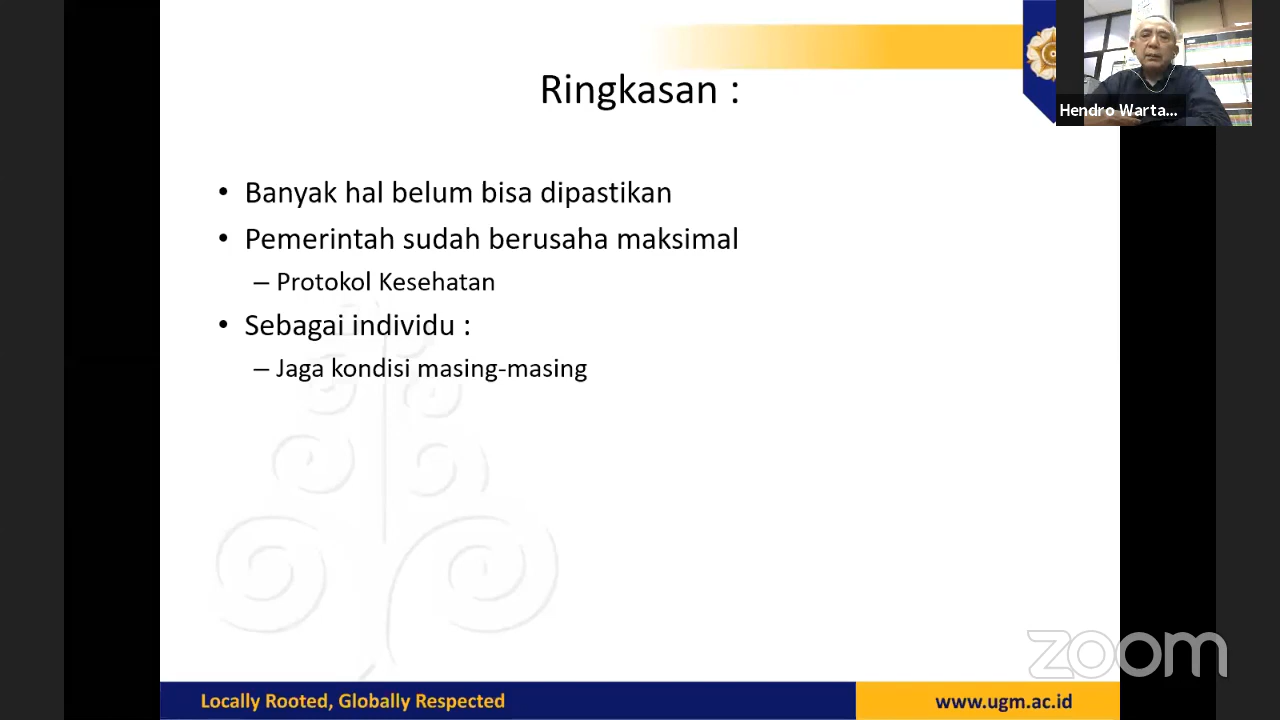 Ringkasan :
Hendro Warta...
• Banyak hal belum bisa dipastikan
• Pemerintah sudah berusaha maksimal
– Protokol Kesehatan
• Sebagai individu :
– Jaga kondisi masing-masing
zoom
Locally Rooted, Globally Respected
www.ugm.ac.id